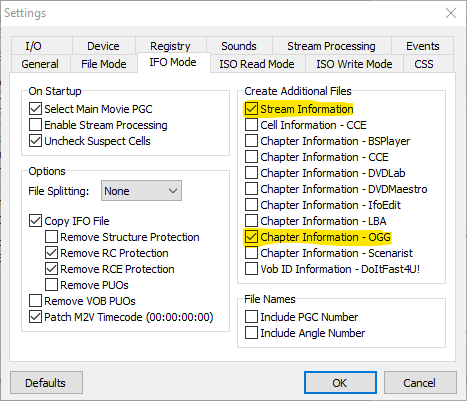 Settings
I/O
Device
Registry
Sounds
Stream Processing
Events
General
File Mode
IFO Mode
ISO Read Mode
ISO Write Mode
CSS
On Startup
Select Main Movie PGC
Enable Stream Processing
Uncheck Suspect Cells
Options
File Splitting:
None
Copy IFO File
Remove Structure Protection
Remove RC Protection
Remove RCE Protection
Remove PUOs
Remove VOB PUOs
Patch M2V Timecode (00:00:00:00)
Create Additional Files
Stream Information
Cell Information - CCE
Chapter Information - BSPlayer
Chapter Information - CCE
Chapter Information - DVDLab
Chapter Information - DVDMaestro
Chapter Information - IfoEdit
Chapter Information - LBA
Chapter Information - OGG
Chapter Information - Scenarist
Vob ID Information - DoItFast4U!
File Names
Include PGC Number
Include Angle Number
Defaults
OK
Cancel